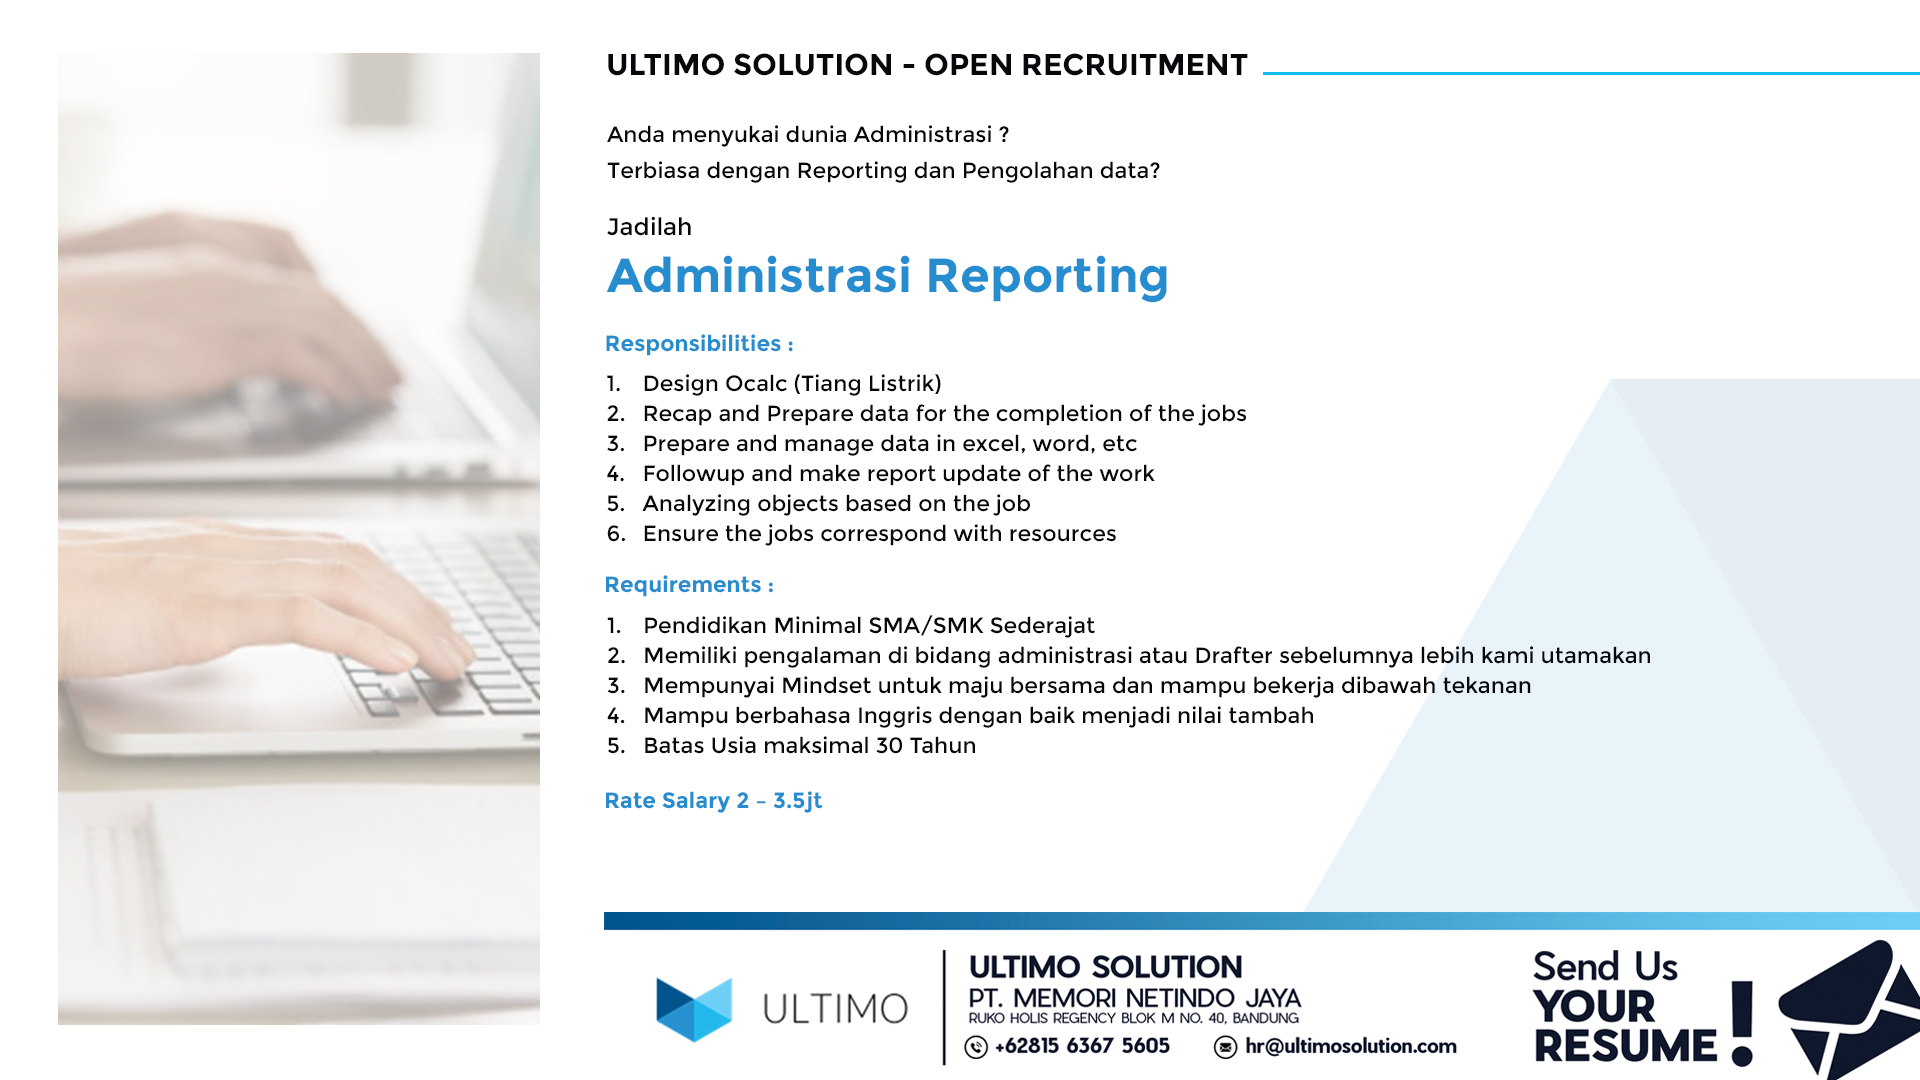 ULTIMO SOLUTION - OPEN RECRUITMENT
Anda menyukai dunia Administrasi ?
Terbiasa dengan Reporting dan Pengolahan data?
Jadilah
Administrasi Reporting
Responsibilities :
1. Design Ocalc (Tiang Listrik)
2. Recap and Prepare data for the completion of the jobs
3. Prepare and manage data in excel, word, etc
4. Followup and make report update of the work
5. Analyzing objects based on the job
6. Ensure the jobs correspond with resources
Requirements :
1. Pendidikan Minimal SMA/SMK Sederajat
2. Memiliki pengalaman di bidang administrasi atau Drafter sebelumnya lebih kami utamakan
3. Mempunyai Mindset untuk maju bersama dan mampu bekerja dibawah tekanan
4. Mampu berbahasa Inggris dengan baik menjadi nilai tambah
5. Batas Usia maksimal 30 Tahun
Rate Salary 2 – 3.5jt
ULTIMO
ULTIMO SOLUTION
PT. MEMORI NETINDO JAYA
RUKO HOLIS REGENCY BLOK M NO. 40, BANDUNG
+62815 6367 5605 hr@ultimosolution.com
Send Us
YOUR
RESUME!